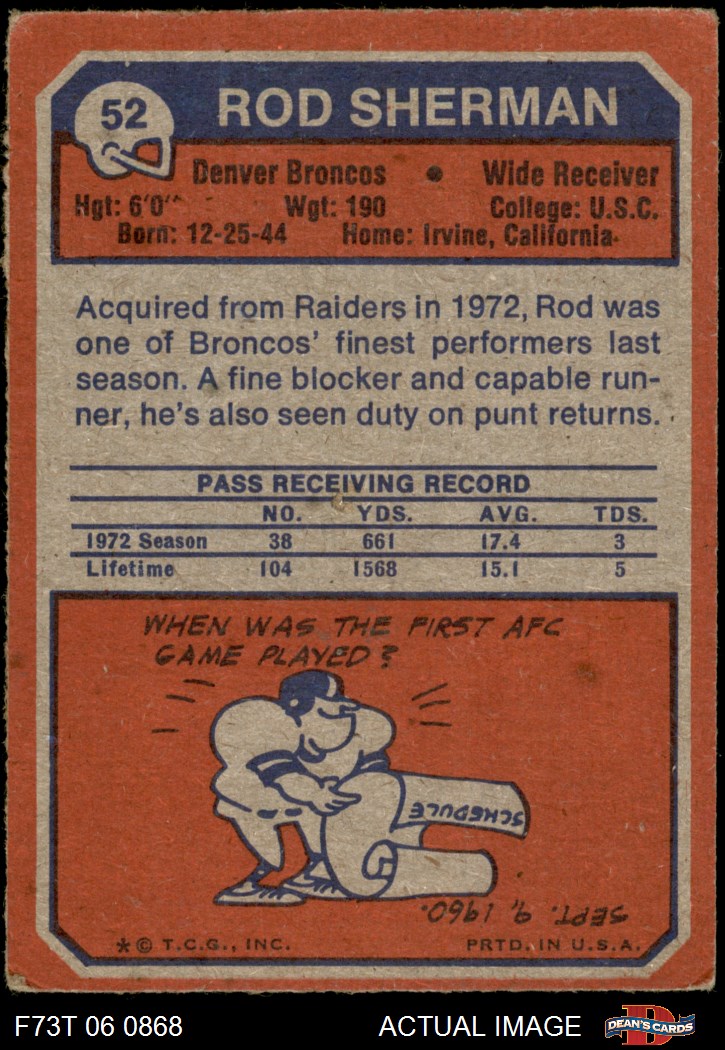 52
ROD SHERMAN
Denver Broncos • Wide Receiver
Hgt: 6'0" Wgt: 190 College: U.S.C.
Born: 12-25-44 Home: Irvine, California
Acquired from Raiders in 1972, Rod was
one of Broncos' finest performers last
season. A fine blocker and capable run-
ner, he's also seen duty on punt returns.
PASS RECEIVING RECORD
NO. YDS. AVG. TDS.
1972 Season 38 661 17.4 3
Lifetime 104 1568 15.1 5
WHEN WAS THE FIRST AFC
GAME PLAYED?
SCHEDULE
SEPT. 9, 1960.
*© T.C.G., INC. PRTD. IN U.S.A.
F73T 06 0868 ACTUAL IMAGE
D
DEAN'S CARDS